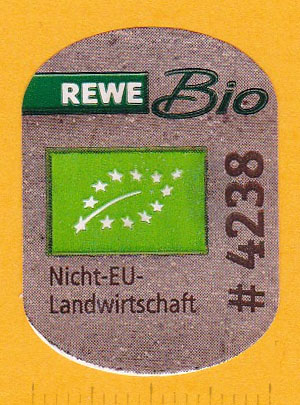 REWE Bio
Nicht-EU-
Landwirtschaft
# 4238